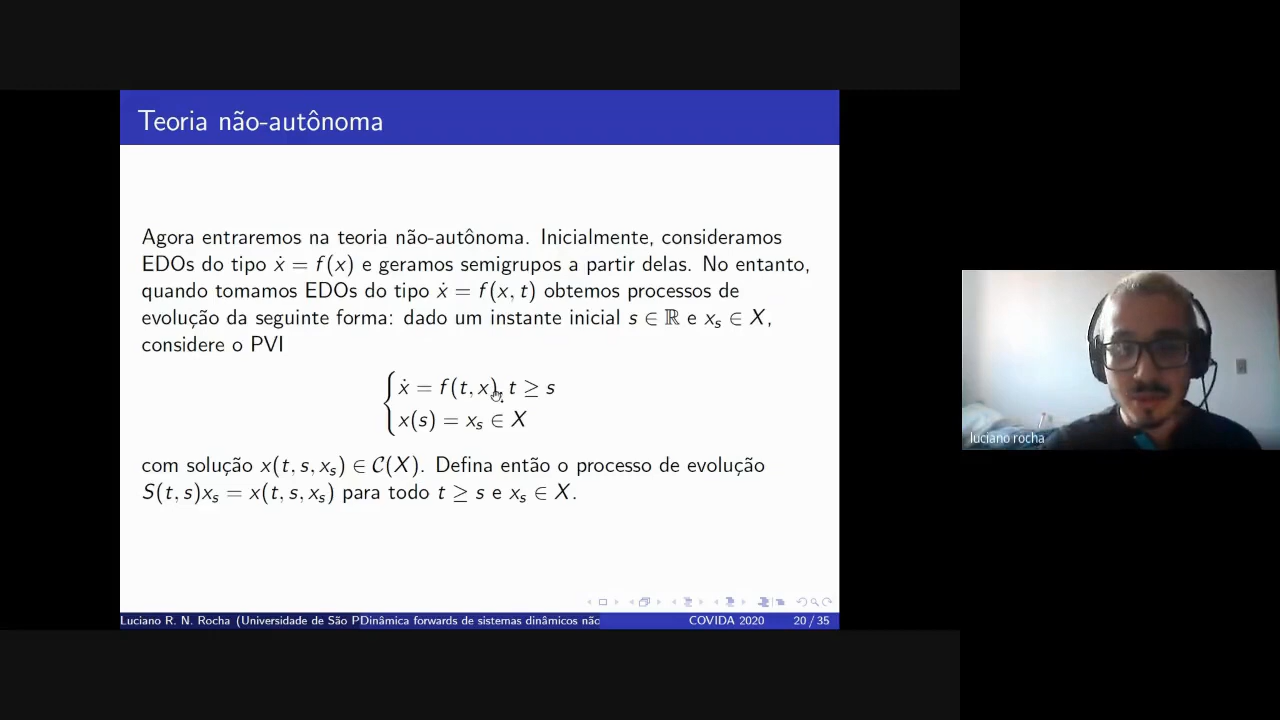 Teoria não-autônoma
Agora entraremos na teoria não-autônoma. Inicialmente, consideramos
EDOs do tipo ẋ = f(x) e geramos semigrupos a partir delas. No entanto,
quando tomamos EDOs do tipo ẋ = f(x, t) obtemos processos de
evolução da seguinte forma: dado um instante inicial s ∈ ℝ e xₛ ∈ X,
considere o PVI
ẋ = f(t, x), t ≥ s
x(s) = xₛ ∈ X
com solução x(t, s, xₛ) ∈ 𝒞(X). Defina então o processo de evolução
S(t, s)xₛ = x(t, s, xₛ) para todo t ≥ s e xₛ ∈ X.
Luciano R. N. Rocha (Universidade de São PDinâmica forwards de sistemas dinâmicos nãc
COVIDA 2020
20 / 35
luciano rocha